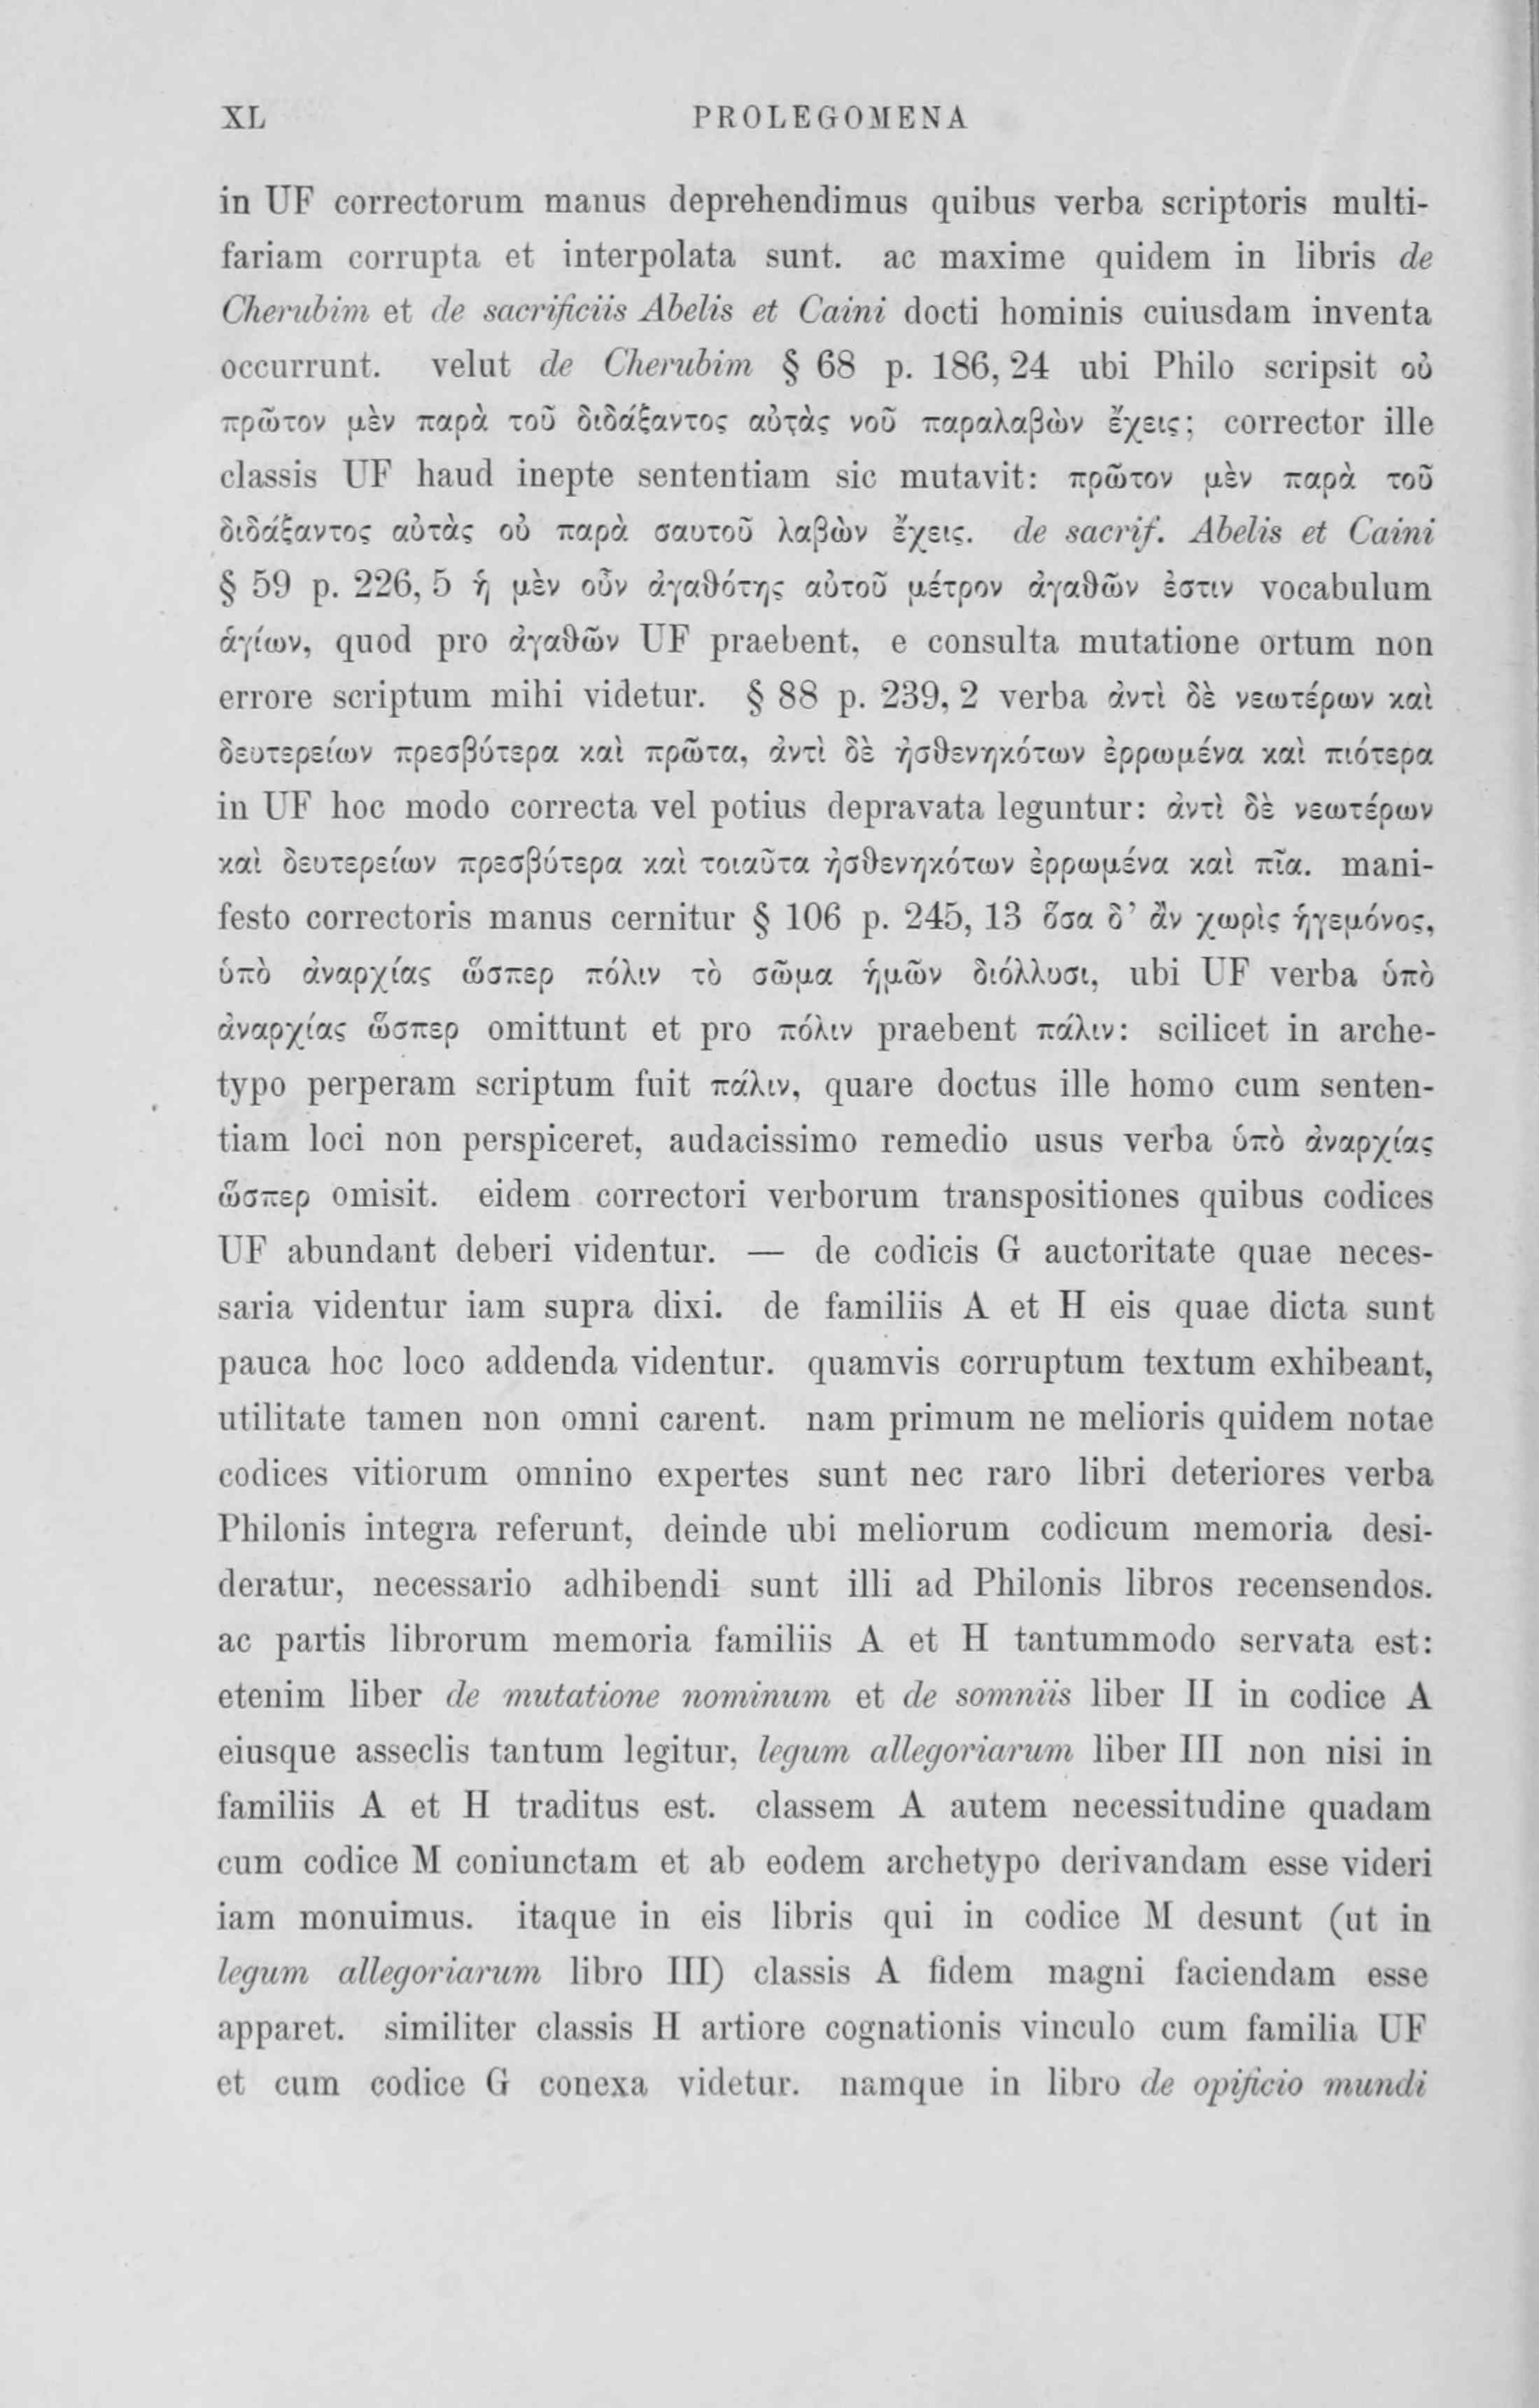 XL PROLEGOMENA
in UF correctorum manus deprehendimus quibus verba scriptoris multi-
fariam corrupta et interpolata sunt. ac maxime quidem in libris de
Cherubim et de sacrificiis Abelis et Caini docti hominis cuiusdam inventa
occurrunt. velut de Cherubim § 68 p. 186, 24 ubi Philo scripsit οὐ
πρῶτον μὲν παρὰ τοῦ διδάξαντος αὐτὰς νοῦ παραλαβὼν ἔχεις; corrector ille
classis UF haud inepte sententiam sic mutavit: πρῶτον μὲν παρὰ τοῦ
διδάξαντος αὐτὰς οὐ παρὰ σαυτοῦ λαβὼν ἔχεις. de sacrif. Abelis et Caini
§ 59 p. 226, 5 ἡ μὲν οὖν ἀγαθότης αὐτοῦ μέτρον ἀγαθῶν ἐστιν vocabulum
ἁγίων, quod pro ἀγαθῶν UF praebent, e consulta mutatione ortum non
errore scriptum mihi videtur. § 88 p. 239, 2 verba ἀντὶ δὲ νεωτέρων καὶ
δευτερείων πρεσβύτερα καὶ πρῶτα, ἀντὶ δὲ ἠσθενηκότων ἐρρωμένα καὶ πιότερα
in UF hoc modo correcta vel potius depravata leguntur: ἀντὶ δὲ νεωτέρων
καὶ δευτερείων πρεσβύτερα καὶ τοιαῦτα ἠσθενηκότων ἐρρωμένα καὶ πῖα. mani-
festo correctoris manus cernitur § 106 p. 245, 13 ὅσα δ’ ἂν χωρὶς ἡγεμόνος,
ὑπὸ ἀναρχίας ὥσπερ πόλιν τὸ σῶμα ἡμῶν διόλλυσι, ubi UF verba ὑπὸ
ἀναρχίας ὥσπερ omittunt et pro πόλιν praebent πάλιν: scilicet in arche-
typo perperam scriptum fuit πάλιν, quare doctus ille homo cum senten-
tiam loci non perspiceret, audacissimo remedio usus verba ὑπὸ ἀναρχίας
ὥσπερ omisit. eidem correctori verborum transpositiones quibus codices
UF abundant deberi videntur. — de codicis G auctoritate quae neces-
saria videntur iam supra dixi. de familiis A et H eis quae dicta sunt
pauca hoc loco addenda videntur. quamvis corruptum textum exhibeant,
utilitate tamen non omni carent. nam primum ne melioris quidem notae
codices vitiorum omnino expertes sunt nec raro libri deteriores verba
Philonis integra referunt, deinde ubi meliorum codicum memoria desi-
deratur, necessario adhibendi sunt illi ad Philonis libros recensendos.
ac partis librorum memoria familiis A et H tantummodo servata est:
etenim liber de mutatione nominum et de somniis liber II in codice A
eiusque asseclis tantum legitur, legum allegoriarum liber III non nisi in
familiis A et H traditus est. classem A autem necessitudine quadam
cum codice M coniunctam et ab eodem archetypo derivandam esse videri
iam monuimus. itaque in eis libris qui in codice M desunt (ut in
legum allegoriarum libro III) classis A fidem magni faciendam esse
apparet. similiter classis H artiore cognationis vinculo cum familia UF
et cum codice G conexa videtur. namque in libro de opificio mundi